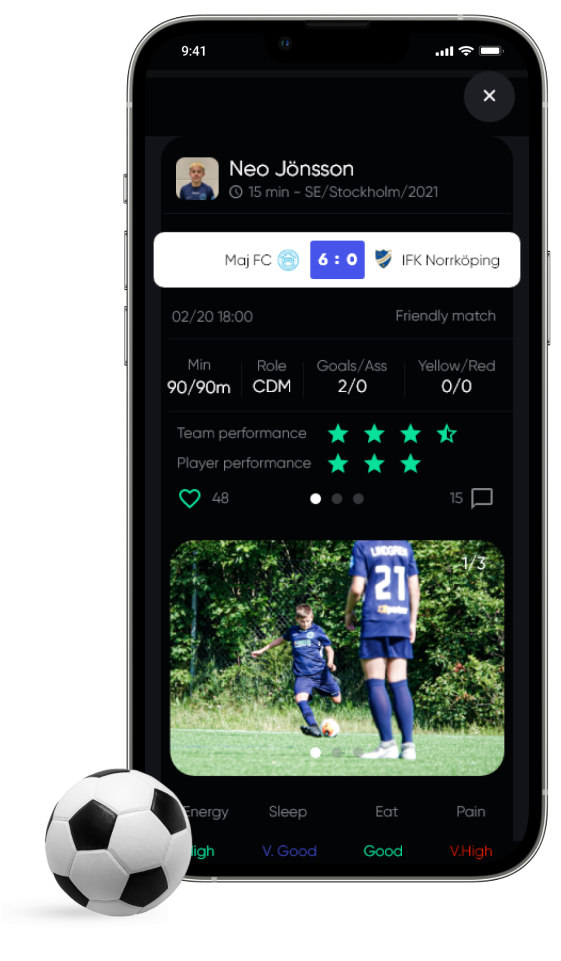 9:41
Neo Jönsson
15 min - SE/Stockholm/2021
Maj FC 6 : 0 IFK Norrköping
02/20 18:00 Friendly match
Min Role Goals/Ass Yellow/Red
90/90m CDM 2/0 0/0
Team performance
Player performance
48 15
LINDGREN 1/3
21
Energy Sleep Eat Pain
High V. Good Good V.High